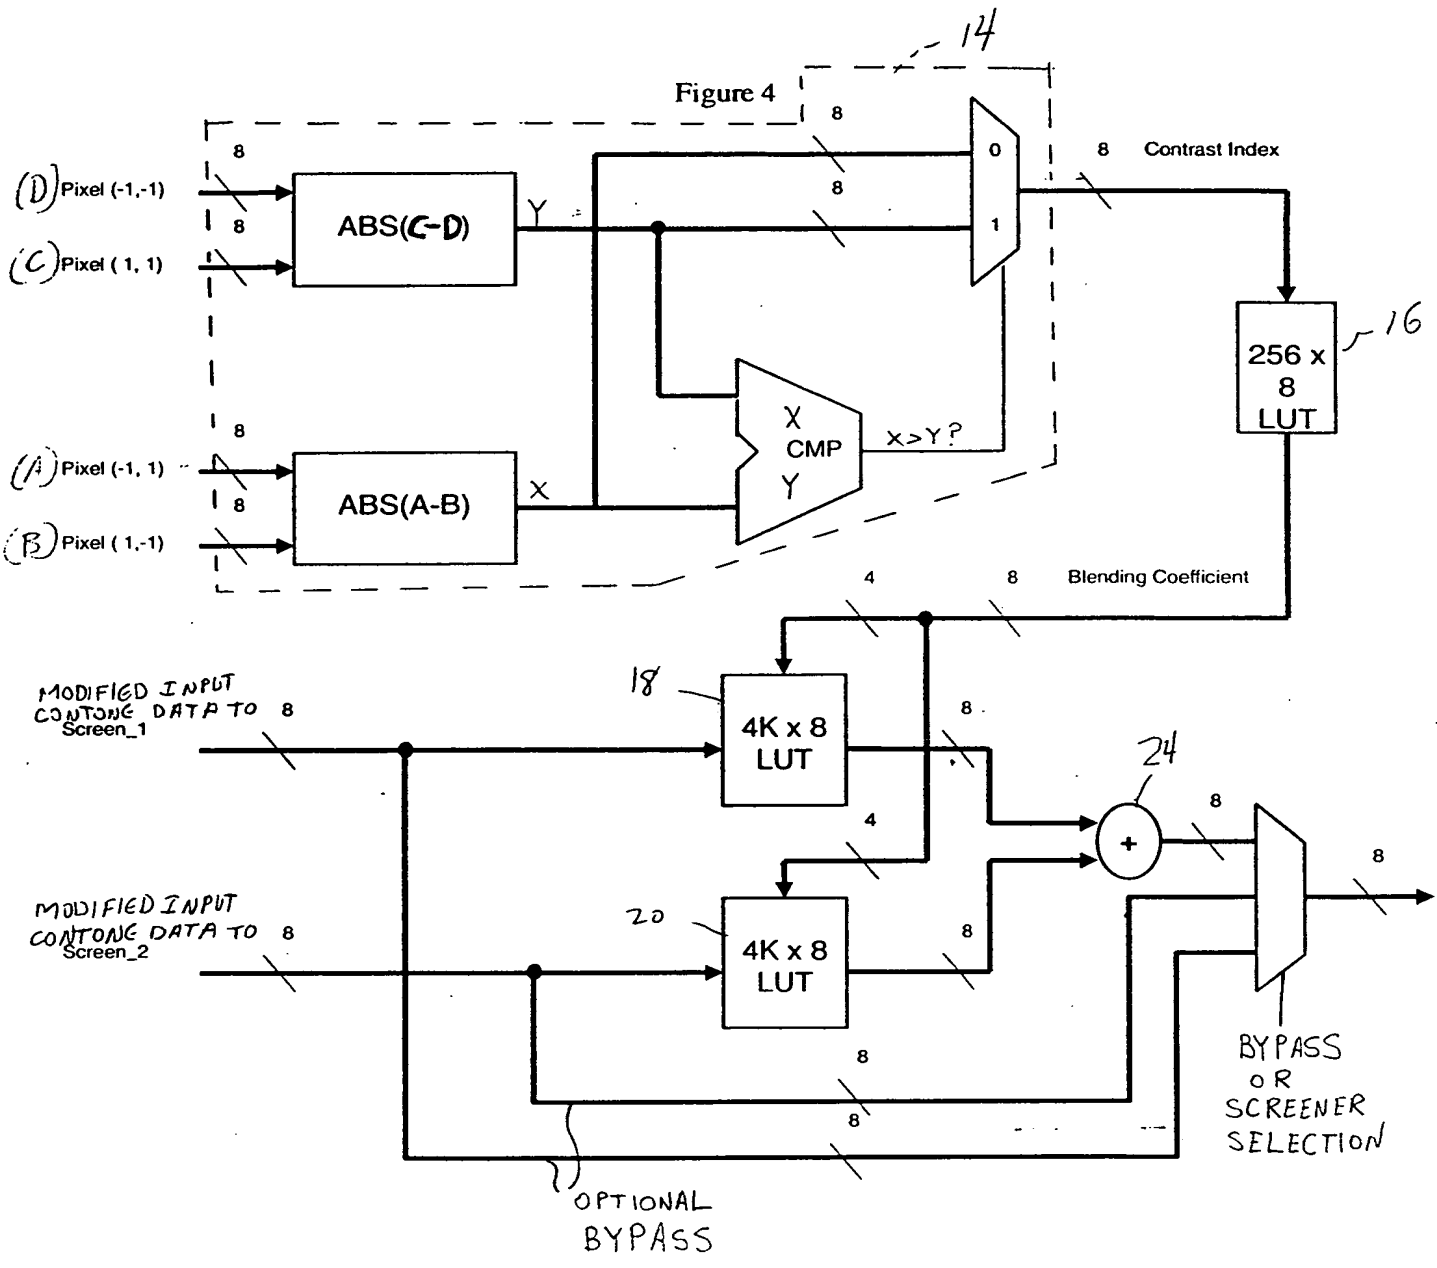 14
Figure 4
8
8
0
Contrast Index
8
(D) Pixel (-1,-1)
8
ABS(C-D)
Y
8
1
(C) Pixel ( 1, 1)
8
16
256 x
8
LUT
X
CMP
Y
X>Y?
(A) Pixel (-1, 1)
8
ABS(A-B)
X
(B) Pixel ( 1,-1)
8
4
8
Blending Coefficient
MODIFIED INPUT
CONTONE DATA TO
Screen_1
8
18
4K x 8
LUT
8
24
+
8
4
8
MODIFIED INPUT
CONTONE DATA TO
Screen_2
8
20
4K x 8
LUT
8
8
8
BYPASS
OR
SCREENER
SELECTION
OPTIONAL
BYPASS